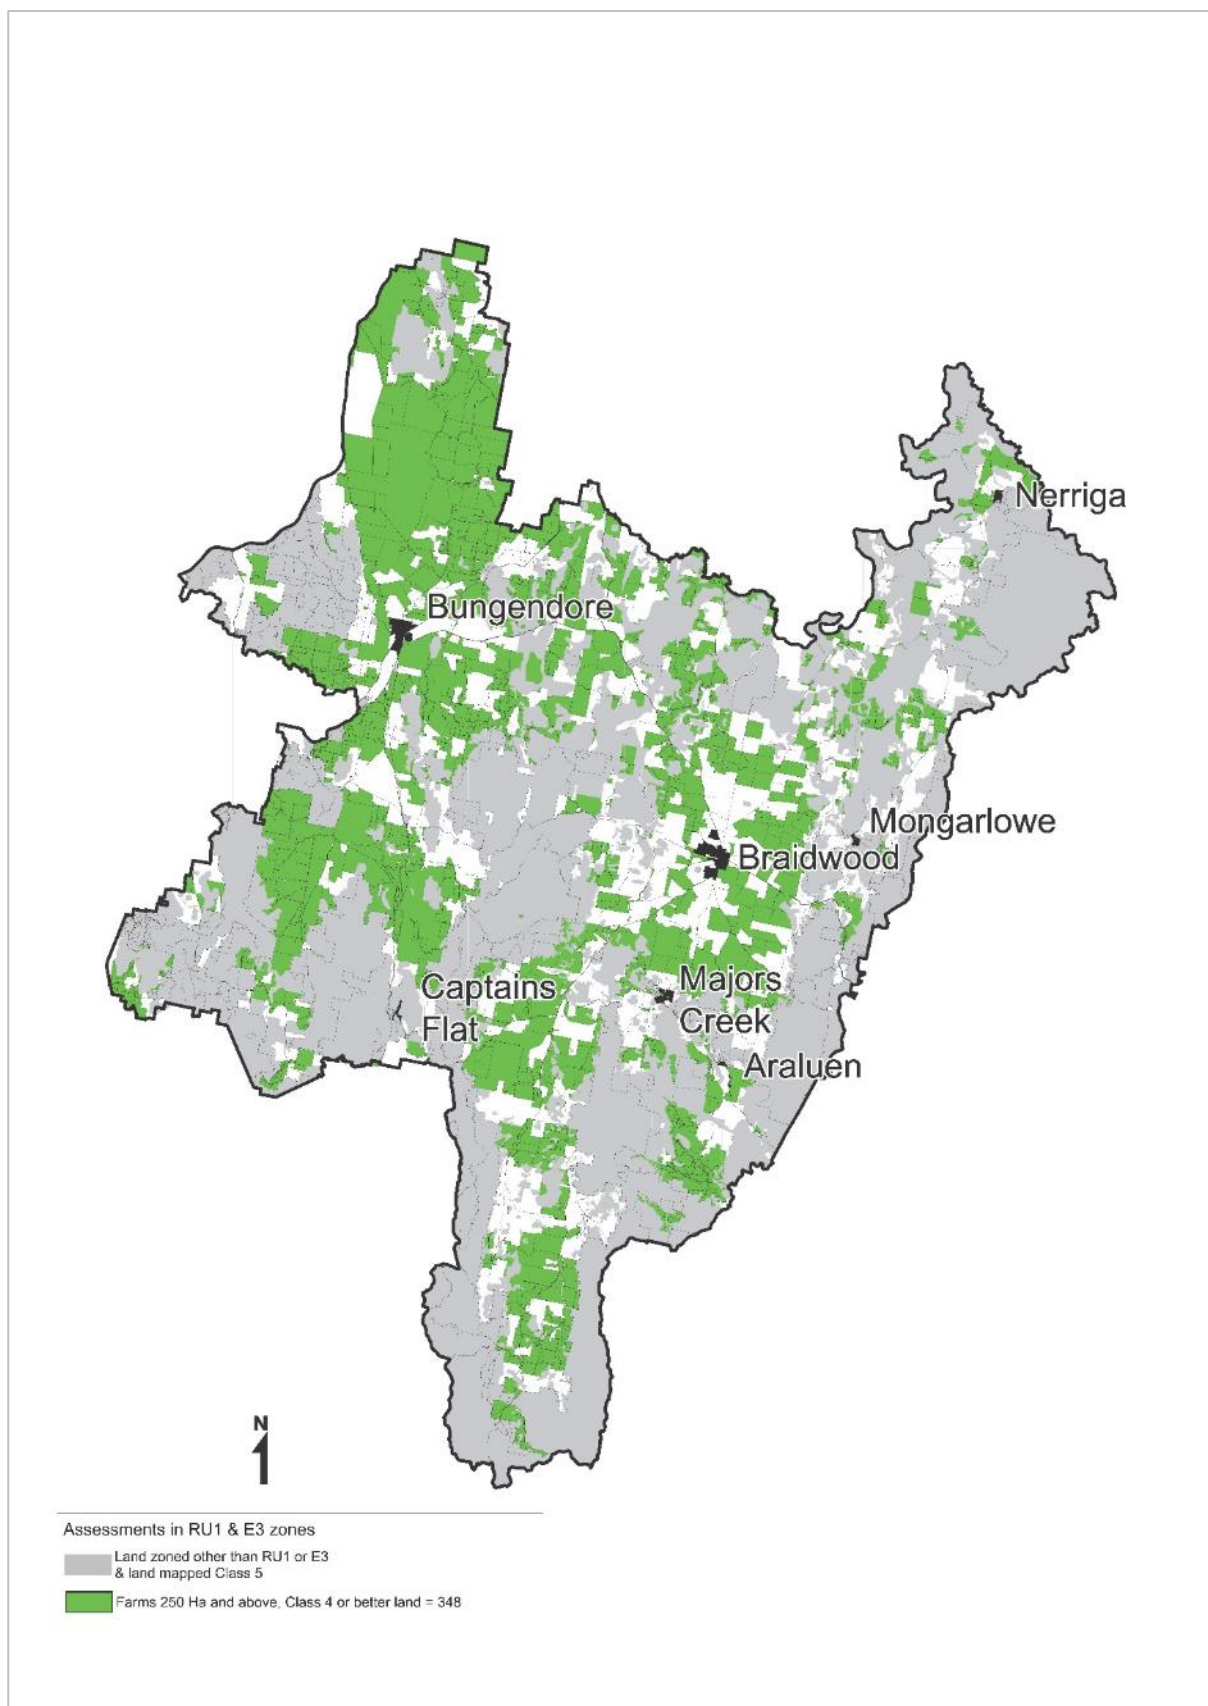 Nerriga
Bungendore
Mongarlowe
Braidwood
Captains
Flat
Majors
Creek
Araluen
N
Assessments in RU1 & E3 zones
Land zoned other than RU1 or E3
& land mapped Class 5
Farms 250 Ha and above, Class 4 or better land = 348